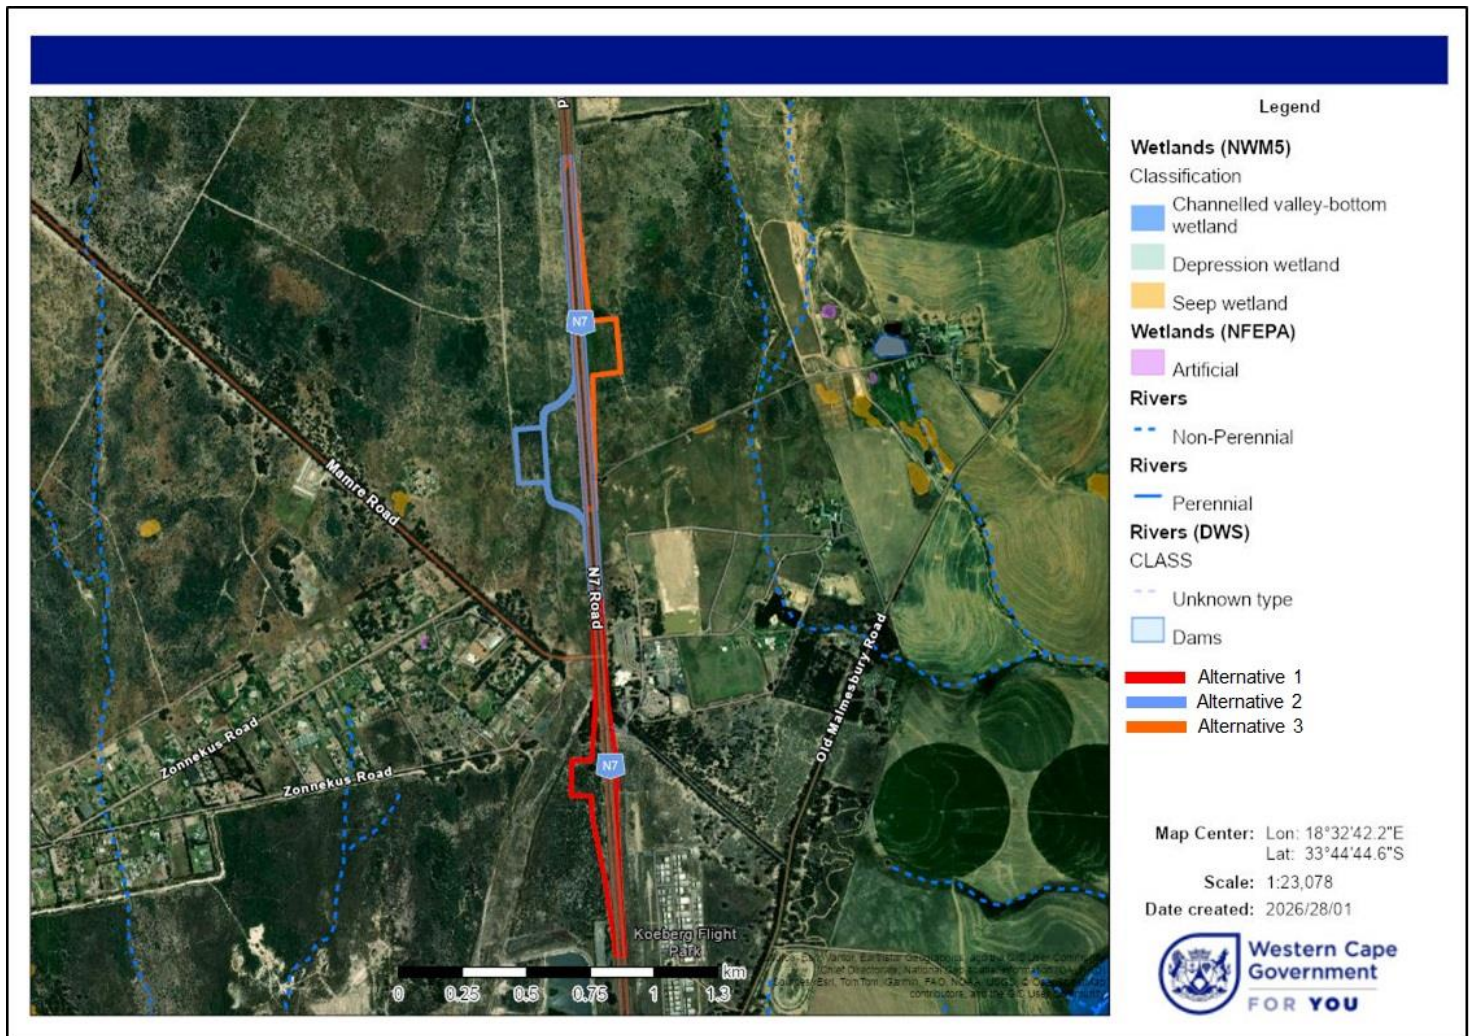 N
d
N7
Mamre Road
N7 Road
Old Malmesbury Road
Zonnekus Road
Zonnekus Road
N7
Koeberg Flight
Park
km
0 0.25 0.5 0.75 1 1.3
Legend
Wetlands (NWM5)
Classification
Channelled valley-bottom
wetland
Depression wetland
Seep wetland
Wetlands (NFEPA)
Artificial
Rivers
Non-Perennial
Rivers
Perennial
Rivers (DWS)
CLASS
Unknown type
Dams
Alternative 1
Alternative 2
Alternative 3
Map Center: Lon: 18°32'42.2"E
Lat: 33°44'44.6"S
Scale: 1:23,078
Date created: 2026/28/01
Western Cape
Government
FOR YOU